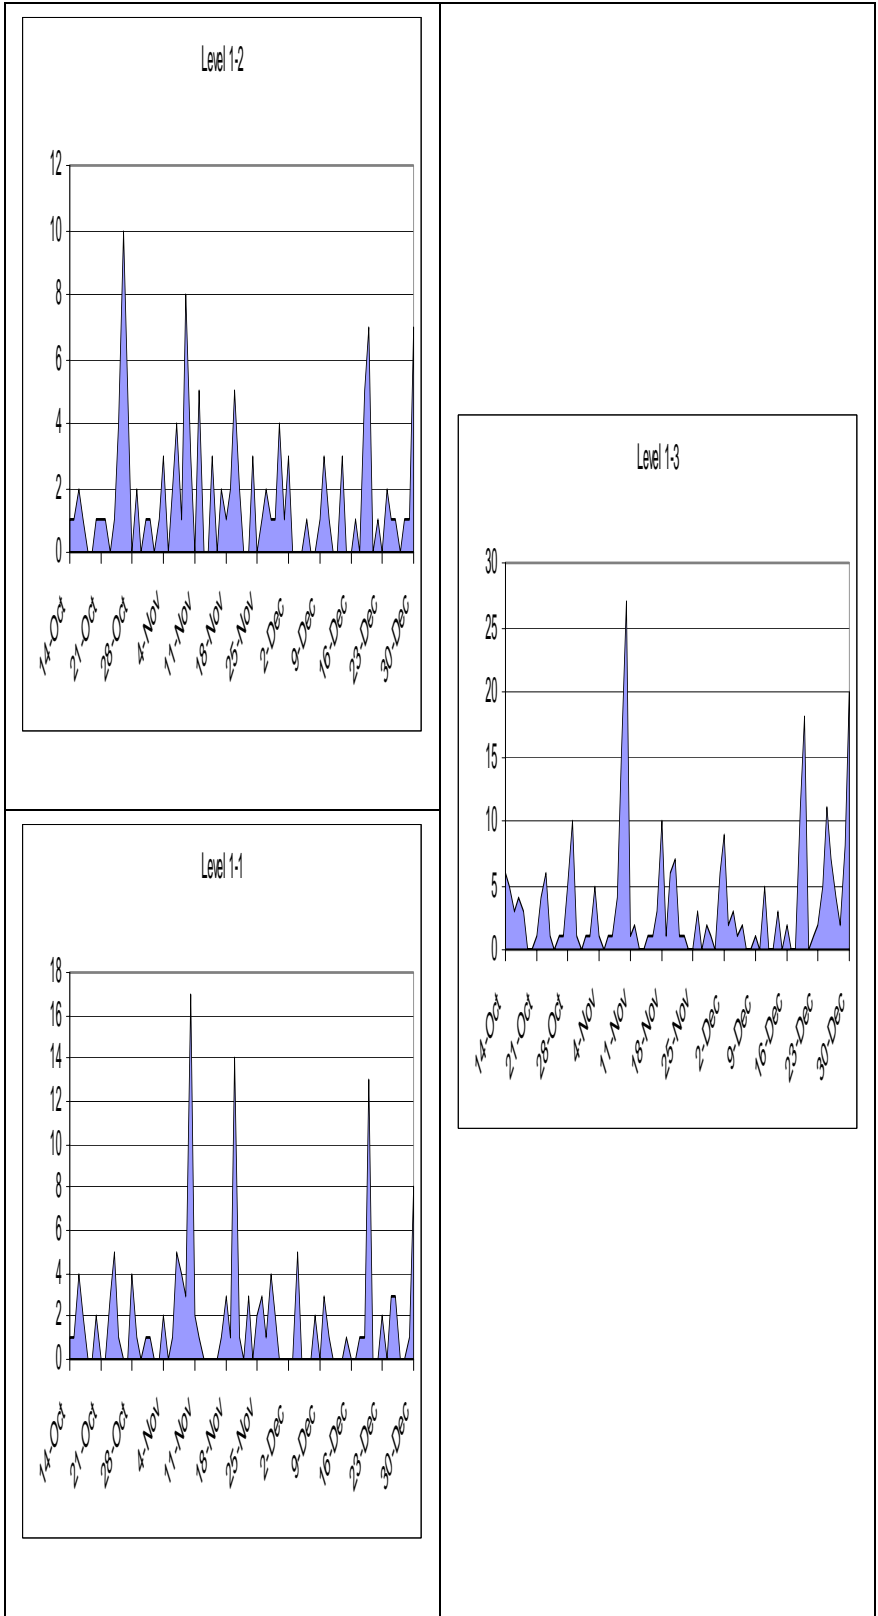 Level 1-2
12
10
8
6
4
2
0
14-Oct
21-Oct
28-Oct
4-Nov
11-Nov
18-Nov
25-Nov
2-Dec
9-Dec
16-Dec
23-Dec
30-Dec
Level 1-3
30
25
20
15
10
5
0
14-Oct
21-Oct
28-Oct
4-Nov
11-Nov
18-Nov
25-Nov
2-Dec
9-Dec
16-Dec
23-Dec
30-Dec
Level 1-1
18
16
14
12
10
8
6
4
2
0
14-Oct
21-Oct
28-Oct
4-Nov
11-Nov
18-Nov
25-Nov
2-Dec
9-Dec
16-Dec
23-Dec
30-Dec